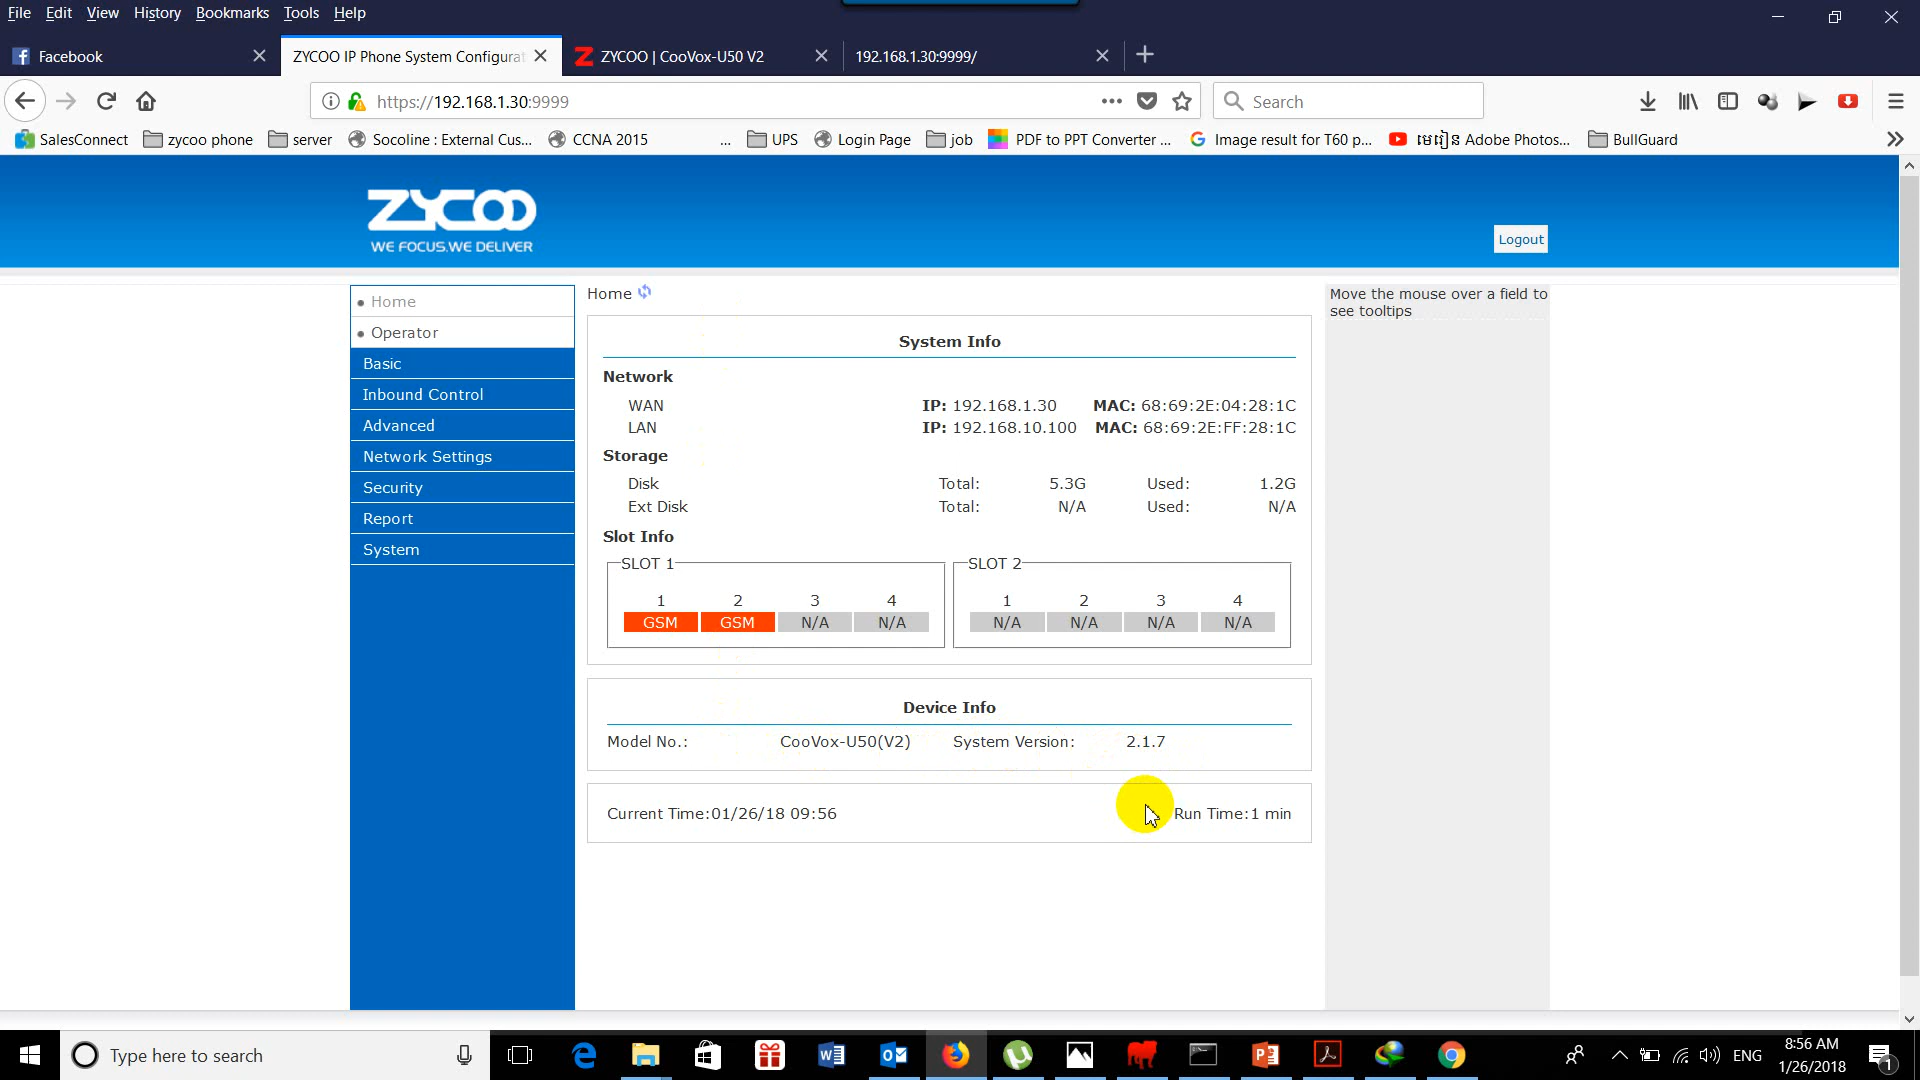 File Edit View History Bookmarks Tools Help
Facebook
ZYCOO IP Phone System Configurat
ZYCOO | CooVox-U50 V2
192.168.1.30:9999/
https://192.168.1.30:9999
Search
SalesConnect
zycoo phone
server
Socoline : External Cus...
CCNA 2015
...
UPS
Login Page
job
PDF to PPT Converter ...
Image result for T60 p...
មេរៀន Adobe Photos...
BullGuard
ZYCOO
WE FOCUS.WE DELIVER
Logout
Home
Operator
Basic
Inbound Control
Advanced
Network Settings
Security
Report
System
Home
System Info
Network
WAN IP: 192.168.1.30 MAC: 68:69:2E:04:28:1C
LAN IP: 192.168.10.100 MAC: 68:69:2E:FF:28:1C
Storage
Disk Total: 5.3G Used: 1.2G
Ext Disk Total: N/A Used: N/A
Slot Info
SLOT 1
1 2 3 4
GSM GSM N/A N/A
SLOT 2
1 2 3 4
N/A N/A N/A N/A
Device Info
Model No.: CooVox-U50(V2) System Version: 2.1.7
Current Time:01/26/18 09:56 Run Time:1 min
Move the mouse over a field to
see tooltips
Type here to search
ENG
8:56 AM
1/26/2018
1